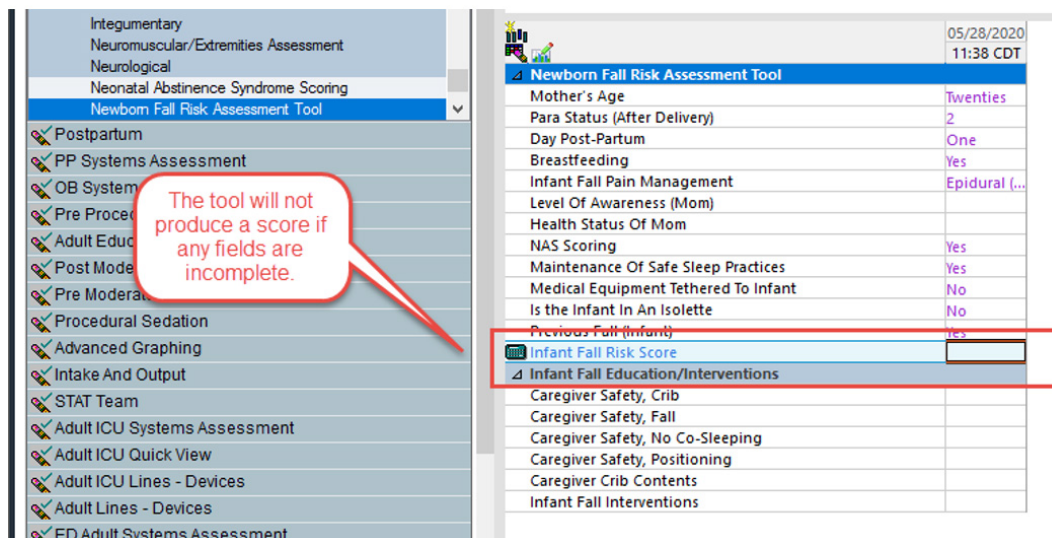 Integumentary
Neuromuscular/Extremities Assessment
Neurological
Neonatal Abstinence Syndrome Scoring
Newborn Fall Risk Assessment Tool
Postpartum
PP Systems Assessment
OB System
Pre Proced
Adult Educ
Post Mode
Pre Moderat
Procedural Sedation
Advanced Graphing
Intake And Output
STAT Team
Adult ICU Systems Assessment
Adult ICU Quick View
Adult ICU Lines - Devices
Adult Lines - Devices
ED Adult Systems Assessment
The tool will not
produce a score if
any fields are
incomplete.
05/28/2020
11:38 CDT
Newborn Fall Risk Assessment Tool
Mother's Age Twenties
Para Status (After Delivery) 2
Day Post-Partum One
Breastfeeding Yes
Infant Fall Pain Management Epidural (...
Level Of Awareness (Mom)
Health Status Of Mom
NAS Scoring Yes
Maintenance Of Safe Sleep Practices Yes
Medical Equipment Tethered To Infant No
Is the Infant In An Isolette No
Previous Fall (Infant) Yes
Infant Fall Risk Score
Infant Fall Education/Interventions
Caregiver Safety, Crib
Caregiver Safety, Fall
Caregiver Safety, No Co-Sleeping
Caregiver Safety, Positioning
Caregiver Crib Contents
Infant Fall Interventions